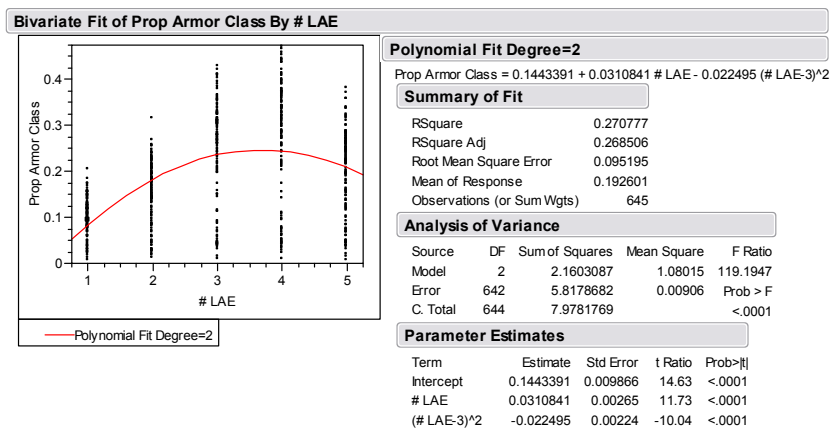 Bivariate Fit of Prop Armor Class By # LAE
Prop Armor Class
0.4
0.3
0.2
0.1
0
1 2 3 4 5
# LAE
Polynomial Fit Degree=2
Polynomial Fit Degree=2
Prop Armor Class = 0.1443391 + 0.0310841 # LAE - 0.022495 (# LAE-3)^2
Summary of Fit
RSquare 0.270777
RSquare Adj 0.268506
Root Mean Square Error 0.095195
Mean of Response 0.192601
Observations (or Sum Wgts) 645
Analysis of Variance
Source DF Sum of Squares Mean Square F Ratio
Model 2 2.1603087 1.08015 119.1947
Error 642 5.8178682 0.00906 Prob > F
C. Total 644 7.9781769 <.0001
Parameter Estimates
Term Estimate Std Error t Ratio Prob>|t|
Intercept 0.1443391 0.009866 14.63 <.0001
# LAE 0.0310841 0.00265 11.73 <.0001
(# LAE-3)^2 -0.022495 0.00224 -10.04 <.0001